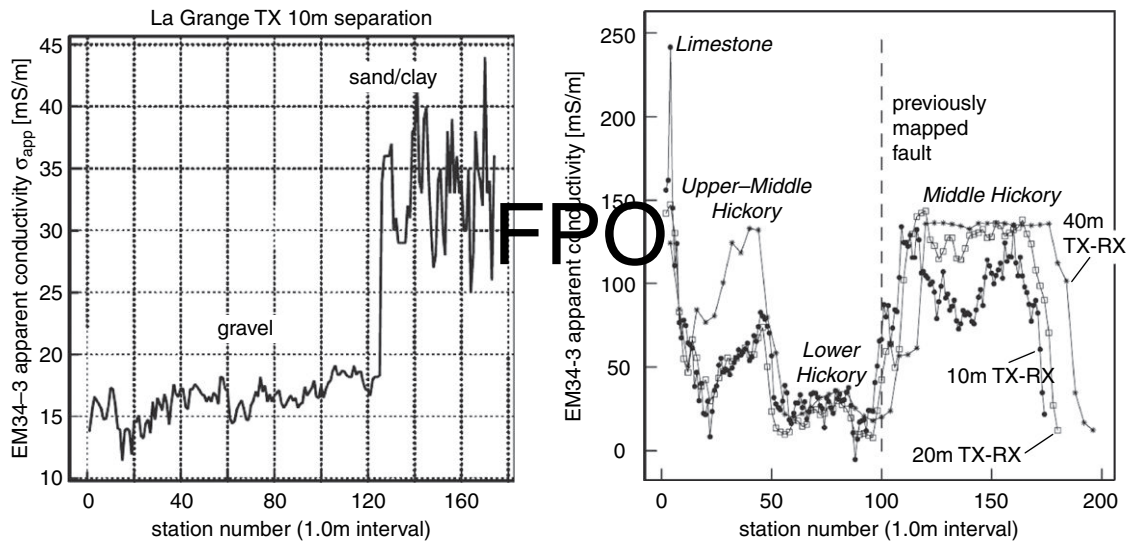 La Grange TX 10m separation
EM34–3 apparent conductivity σapp [mS/m]
45
40
35
30
25
20
15
10
sand/clay
gravel
0
40
80
120
160
station number (1.0m interval)
FPO
EM34-3 apparent conductivity [mS/m]
250
200
150
100
50
0
Limestone
previously
mapped
fault
Upper–Middle
Hickory
Middle Hickory
40m
TX-RX
Lower
Hickory
10m TX-RX
20m TX-RX
0
50
100
150
200
station number (1.0m interval)